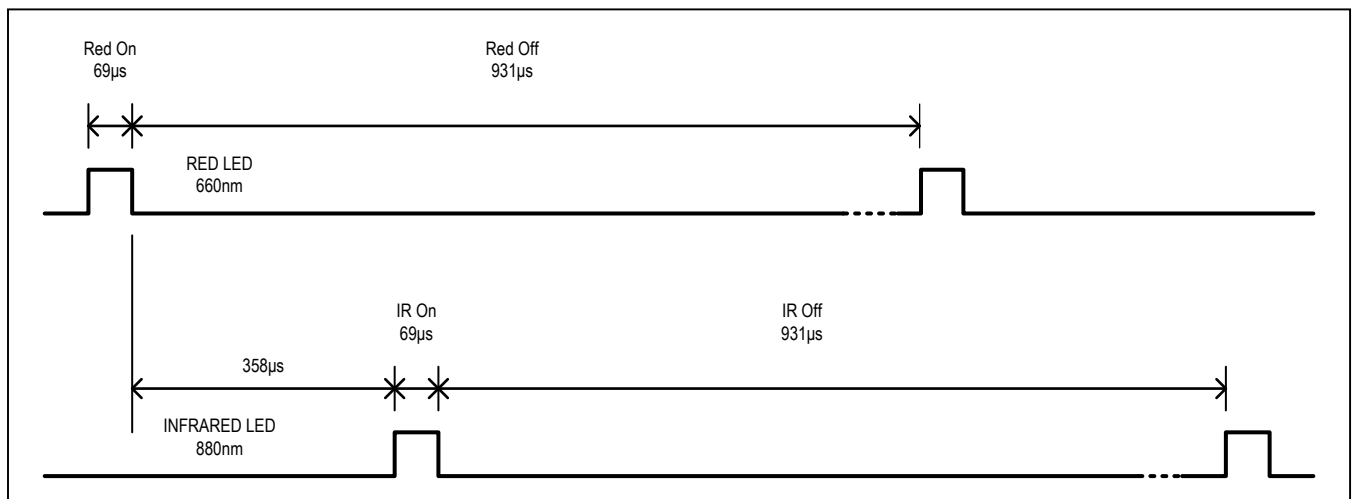 Red On
69µs
Red Off
931µs
RED LED
660nm
IR On
69µs
IR Off
931µs
358µs
INFRARED LED
880nm